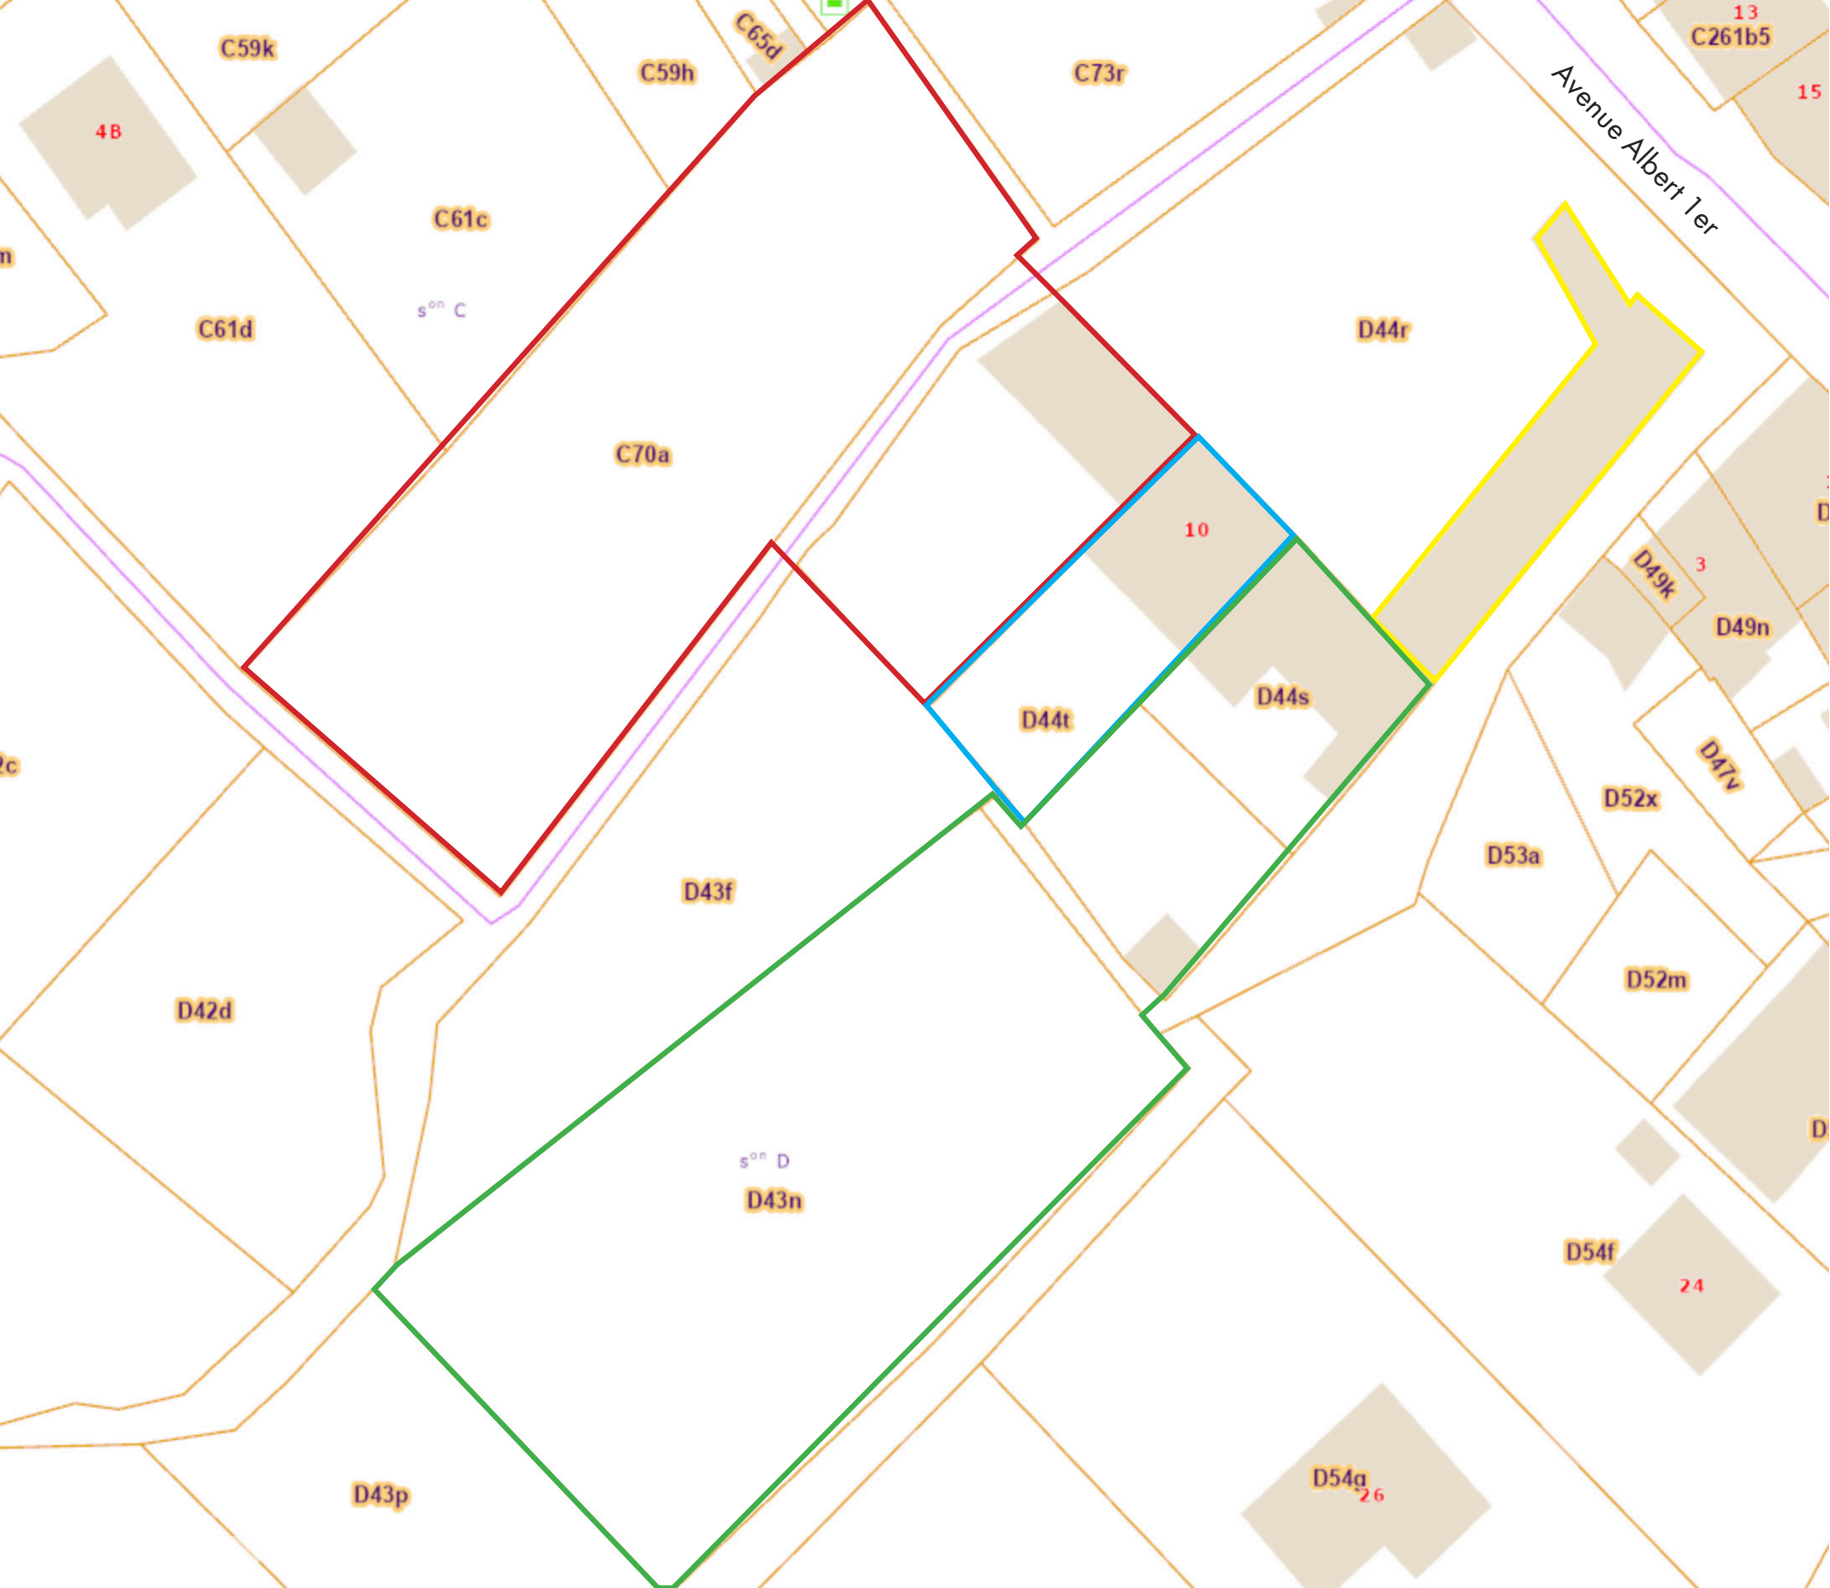 13
C261b5
15
C59k
C65d
C59h
C73r
4B
Avenue Albert 1er
C61c
sᵒⁿ C
C61d
D44r
C70a
10
3
D49k
D49n
D44s
D44t
D47v
D52x
D53a
D43f
D52m
D42d
sᵒⁿ D
D43n
D54f
24
D43p
D54g
26